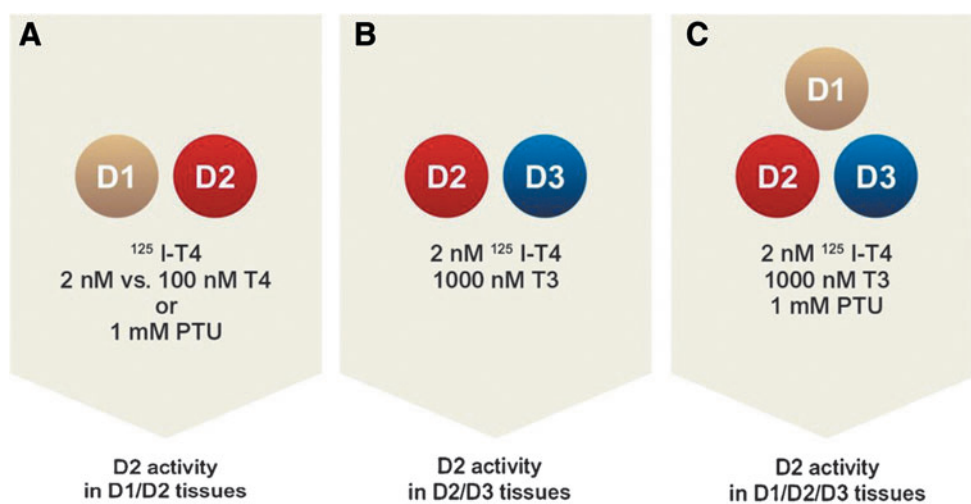 A
D1
D2
¹²⁵ I-T4
2 nM vs. 100 nM T4
or
1 mM PTU
D2 activity
in D1/D2 tissues
B
D2
D3
2 nM ¹²⁵ I-T4
1000 nM T3
D2 activity
in D2/D3 tissues
C
D1
D2
D3
2 nM ¹²⁵ I-T4
1000 nM T3
1 mM PTU
D2 activity
in D1/D2/D3 tissues